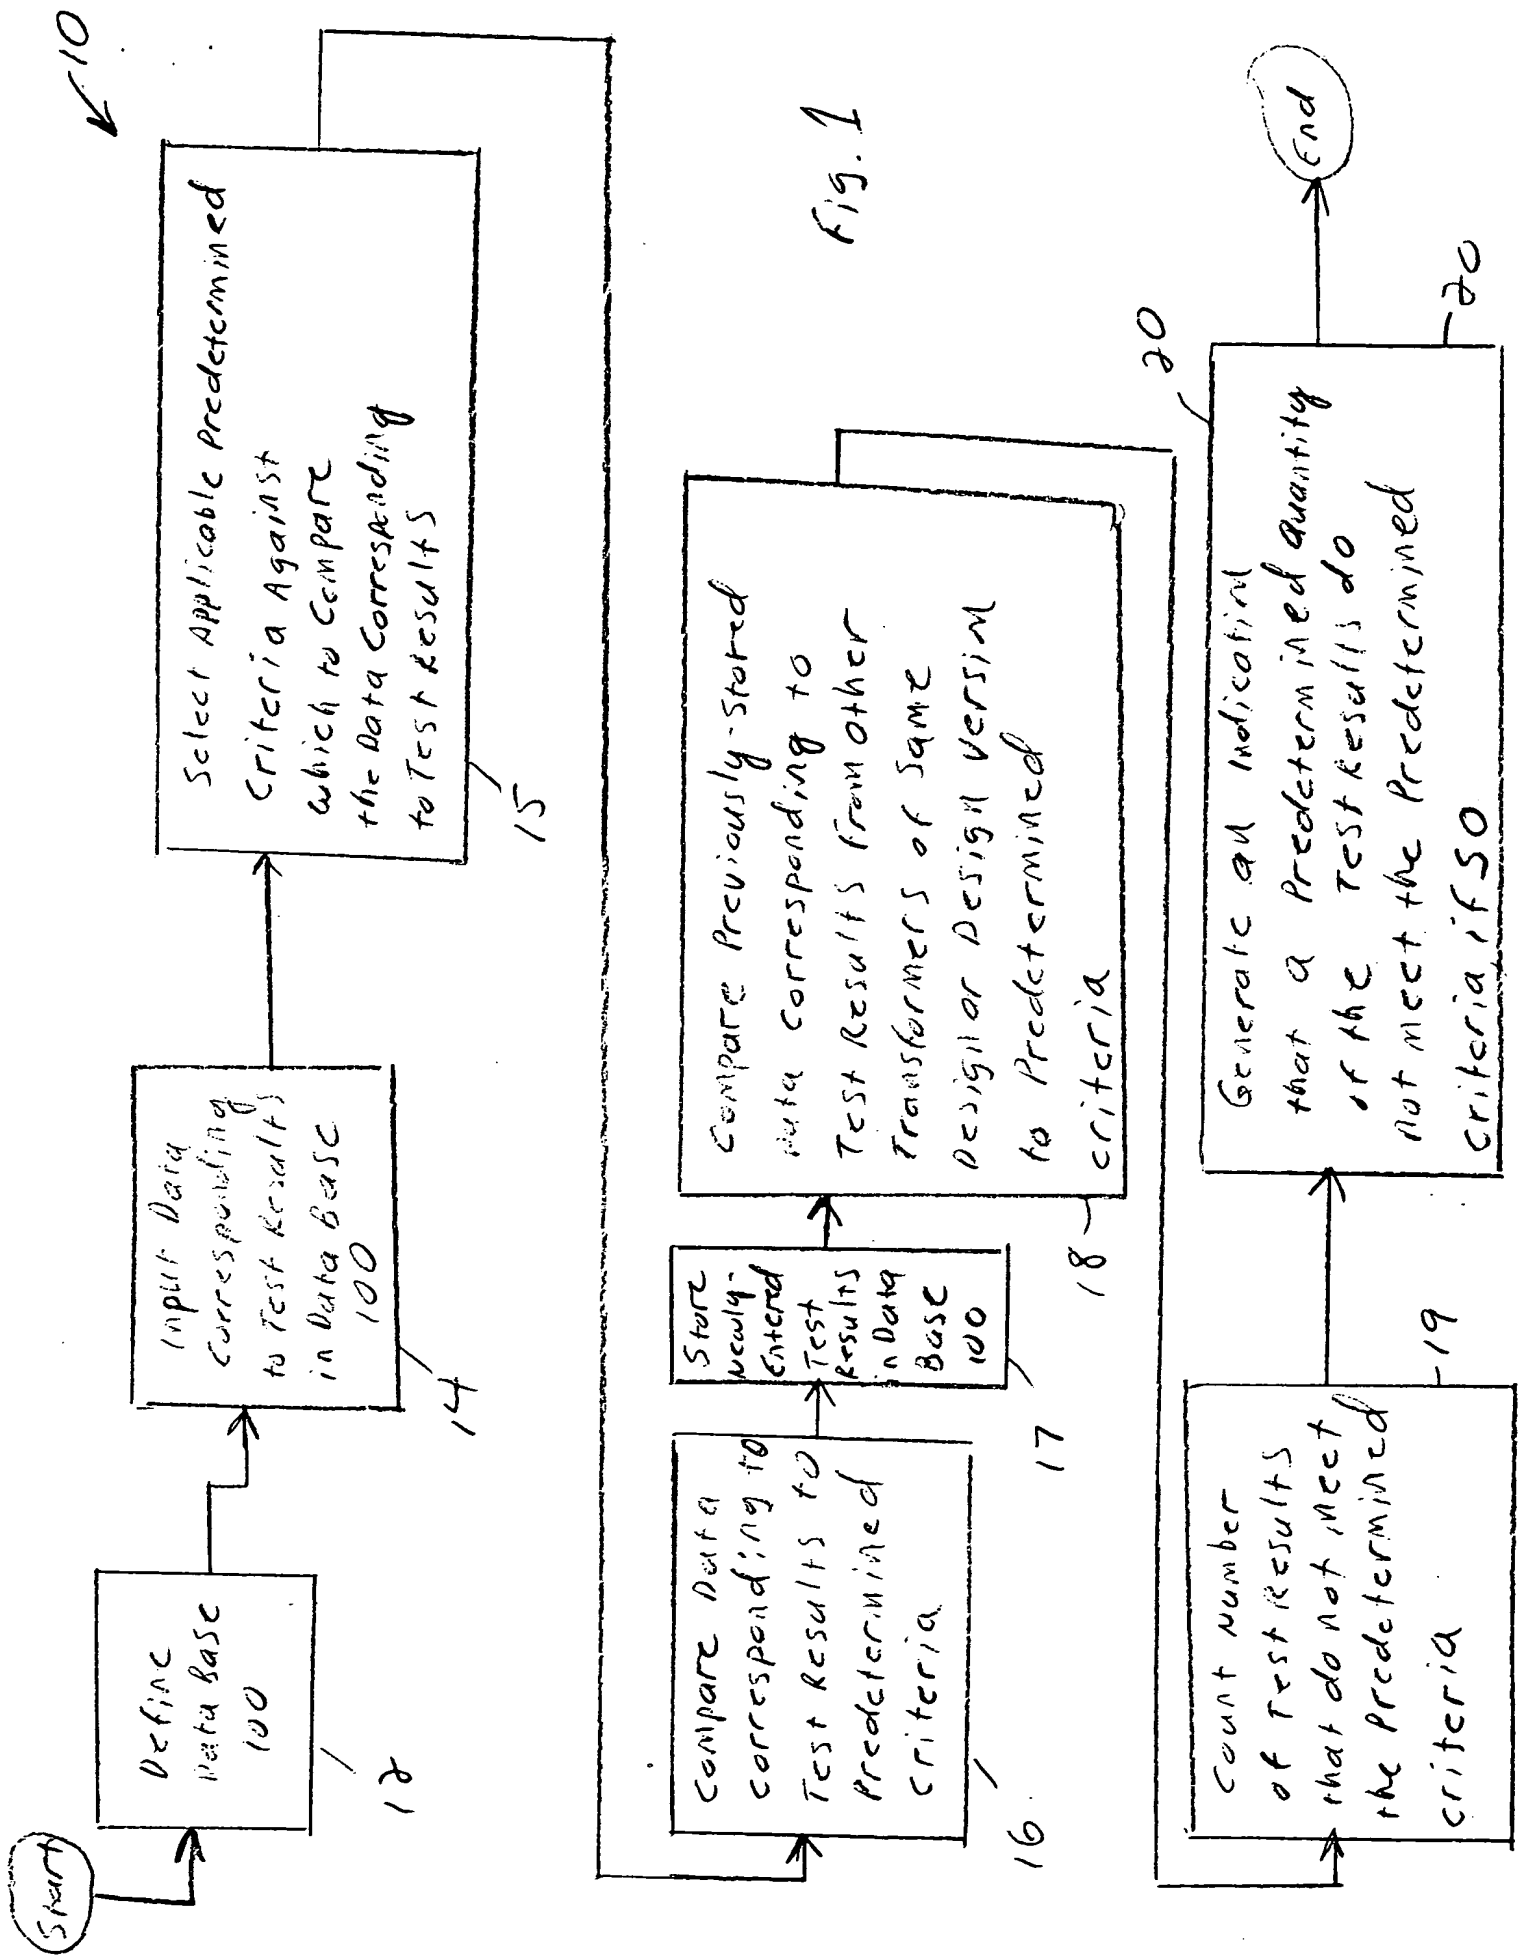 10
Start
Define
Data Base
100
12
Input Data
Corresponding
to Test Results
in Data Base
100
14
Select Applicable Predetermined
Criteria Against
which to Compare
the Data Corresponding
to Test Results
15
Compare Data
corresponding to
Test Results to
Predetermined
criteria
16
Store
Newly-
Entered
Test
Results
in Data
Base
100
17
Compare Previously-Stored
Data corresponding to
Test Results from other
Transformers of Same
Design or Design Version
to Predetermined
criteria
18
Fig. 1
Count Number
of Test Results
that do not meet
the Predetermined
criteria
19
20
Generate an Indication
that a Predetermined quantity
of the Test Results do
not meet the Predetermined
criteria if SO
20
End